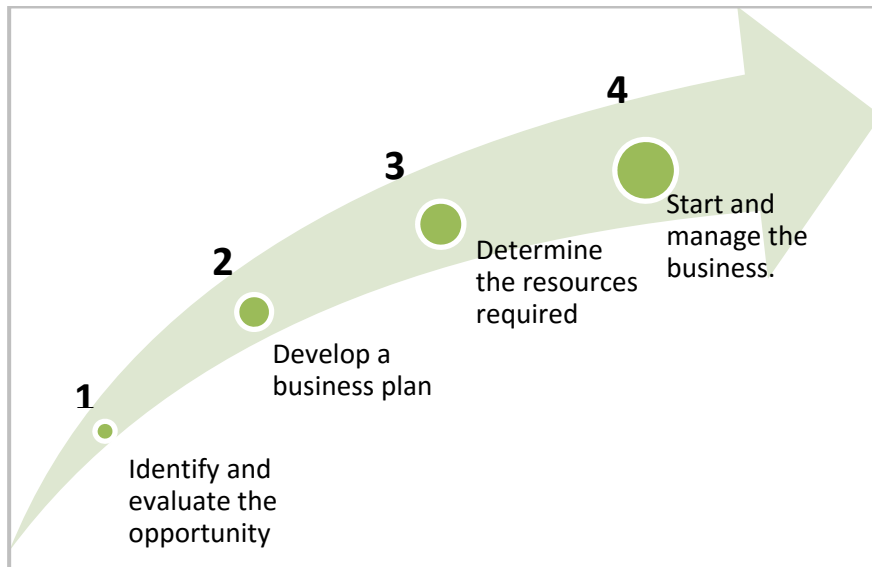 1
Identify and
evaluate the
opportunity
2
Develop a
business plan
3
Determine
the resources
required
4
Start and
manage the
business.